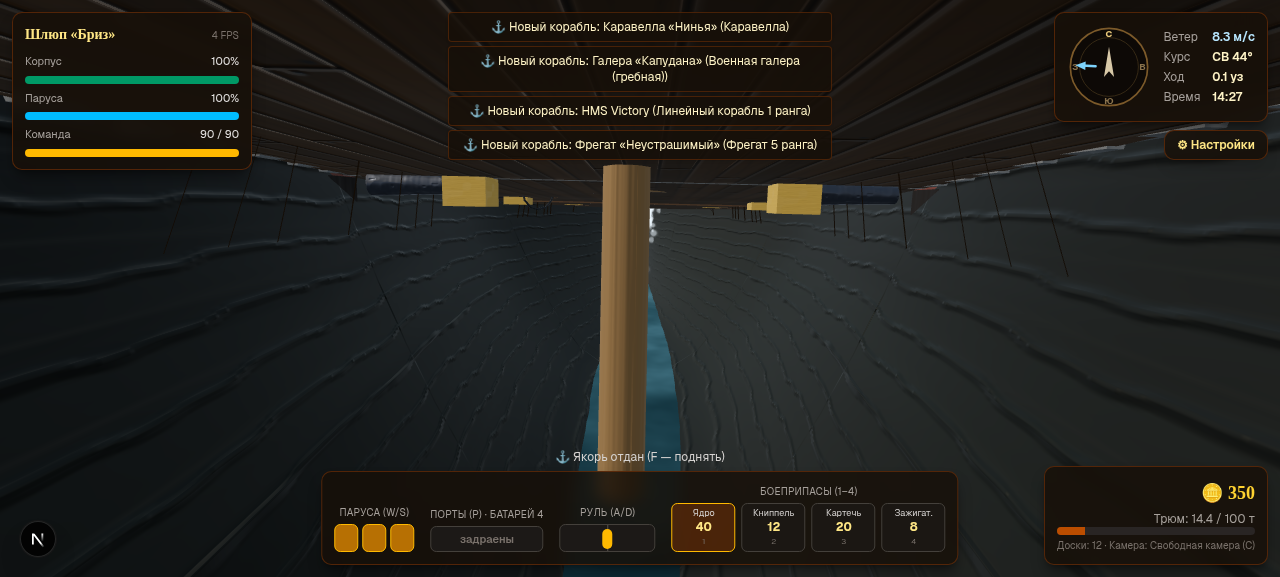 Шлюп «Бриз»
4 FPS
Корпус 100%
Паруса 100%
Команда 90 / 90
⚓ Новый корабль: Каравелла «Нинья» (Каравелла)
⚓ Новый корабль: Галера «Капудана» (Военная галера
(гребная))
⚓ Новый корабль: HMS Victory (Линейный корабль 1 ранга)
⚓ Новый корабль: Фрегат «Неустрашимый» (Фрегат 5 ранга)
С
З
В
Ю
Ветер 8.3 м/с
Курс СВ 44°
Ход 0.1 уз
Время 14:27
⚙ Настройки
⚓ Якорь отдан (F — поднять)
ПАРУСА (W/S)
ПОРТЫ (P) · БАТАРЕЙ 4
задраены
РУЛЬ (A/D)
БОЕПРИПАСЫ (1–4)
Ядро
40
1
Книппель
12
2
Картечь
20
3
Зажигат.
8
4
350
Трюм: 14.4 / 100 т
Доски: 12 · Камера: Свободная камера (C)
N